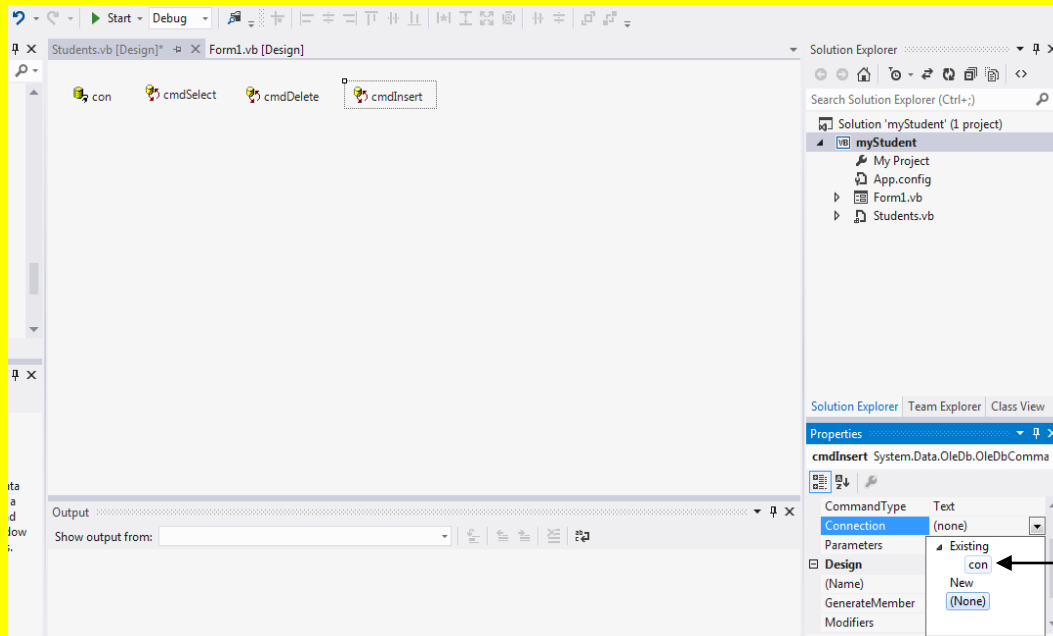 Start
Debug
Students.vb [Design]*
Form1.vb [Design]
con
cmdSelect
cmdDelete
cmdInsert
Solution Explorer
Search Solution Explorer (Ctrl+;)
Solution 'myStudent' (1 project)
VB myStudent
My Project
App.config
Form1.vb
Students.vb
Solution Explorer
Team Explorer
Class View
Properties
cmdInsert System.Data.OleDb.OleDbComma
CommandType Text
Connection (none)
Parameters
Existing
con
Design
(Name)
New
GenerateMember
(None)
Modifiers
Output
Show output from:
a